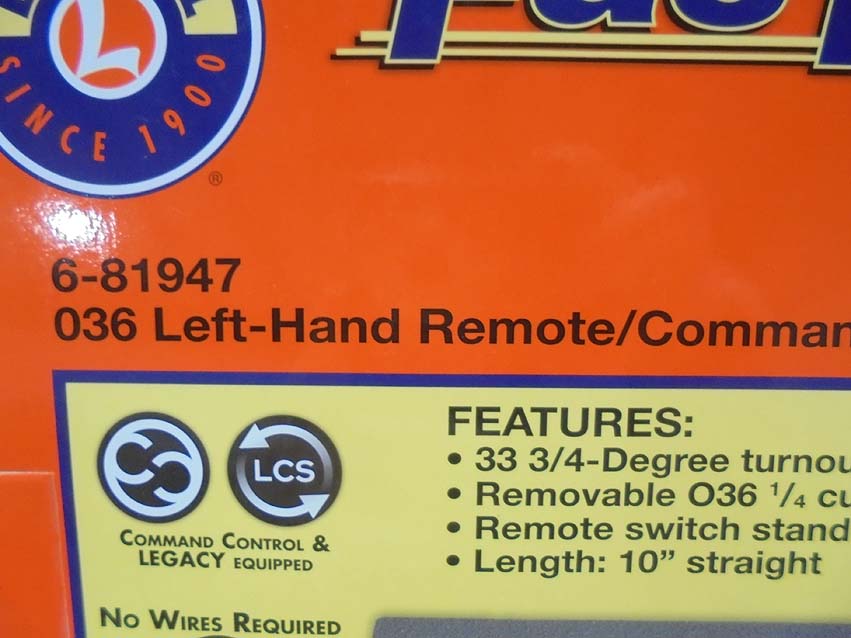 L
SINCE 1900
®
6-81947
036 Left-Hand Remote/Comman
FEATURES:
• 33 3/4-Degree turnou
• Removable O36 1/4 cu
• Remote switch stand
• Length: 10” straight
LCS
COMMAND CONTROL &
LEGACY EQUIPPED
NO WIRES REQUIRED